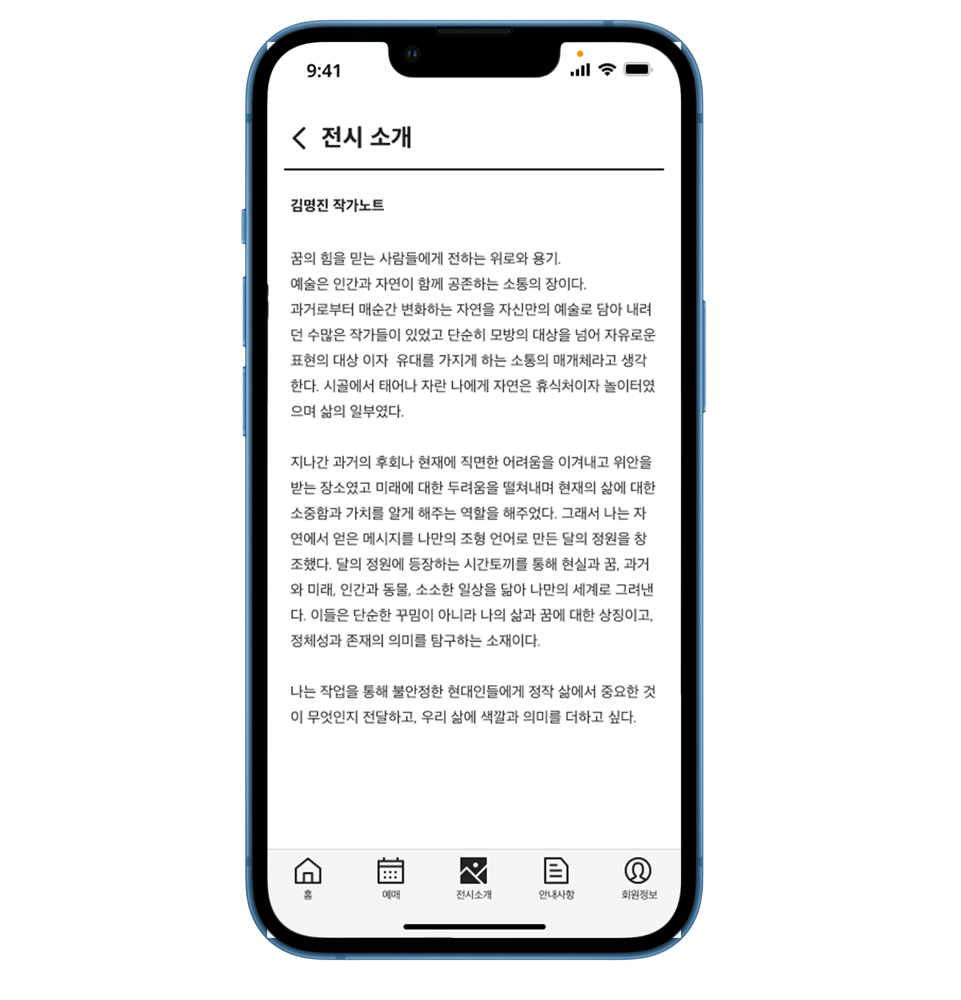 9:41
전시 소개
김명진 작가노트
꿈의 힘을 믿는 사람들에게 전하는 위로와 용기.
예술은 인간과 자연이 함께 공존하는 소통의 장이다.
과거로부터 매순간 변화하는 자연을 자신만의 예술로 담아 내려
던 수많은 작가들이 있었고 단순히 모방의 대상을 넘어 자유로운
표현의 대상 이자  유대를 가지게 하는 소통의 매개체라고 생각
한다. 시골에서 태어나 자란 나에게 자연은 휴식처이자 놀이터였
으며 삶의 일부였다.
지나간 과거의 후회나 현재에 직면한 어려움을 이겨내고 위안을
받는 장소였고 미래에 대한 두려움을 떨쳐내며 현재의 삶에 대한
소중함과 가치를 알게 해주는 역할을 해주었다. 그래서 나는 자
연에서 얻은 메시지를 나만의 조형 언어로 만든 달의 정원을 창
조했다. 달의 정원에 등장하는 시간토끼를 통해 현실과 꿈, 과거
와 미래, 인간과 동물, 소소한 일상을 닮아 나만의 세계로 그려낸
다. 이들은 단순한 꾸밈이 아니라 나의 삶과 꿈에 대한 상징이고,
정체성과 존재의 의미를 탐구하는 소재이다.
나는 작업을 통해 불안정한 현대인들에게 정작 삶에서 중요한 것
이 무엇인지 전달하고, 우리 삶에 색깔과 의미를 더하고 싶다.
홈 예매 전시소개 안내사항 회원정보